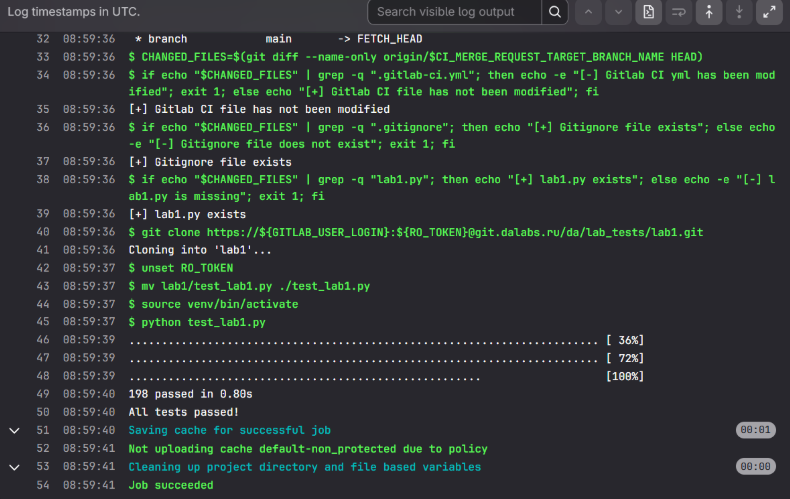 Log timestamps in UTC.
Search visible log output
32 08:59:36 * branch main -> FETCH_HEAD
33 08:59:36 $ CHANGED_FILES=$(git diff --name-only origin/$CI_MERGE_REQUEST_TARGET_BRANCH_NAME HEAD)
34 08:59:36 $ if echo "$CHANGED_FILES" | grep -q ".gitlab-ci.yml"; then echo -e "[-] Gitlab CI yml has been mod
ified"; exit 1; else echo "[+] Gitlab CI file has not been modified"; fi
35 08:59:36 [+] Gitlab CI file has not been modified
36 08:59:36 $ if echo "$CHANGED_FILES" | grep -q ".gitignore"; then echo "[+] Gitignore file exists"; else echo
-e "[-] Gitignore file does not exist"; exit 1; fi
37 08:59:36 [+] Gitignore file exists
38 08:59:36 $ if echo "$CHANGED_FILES" | grep -q "lab1.py"; then echo "[+] lab1.py exists"; else echo -e "[-] l
ab1.py is missing"; exit 1; fi
39 08:59:36 [+] lab1.py exists
40 08:59:36 $ git clone https://${GITLAB_USER_LOGIN}:${RO_TOKEN}@git.dalabs.ru/da/lab_tests/lab1.git
41 08:59:36 Cloning into 'lab1'...
42 08:59:37 $ unset RO_TOKEN
43 08:59:37 $ mv lab1/test_lab1.py ./test_lab1.py
44 08:59:37 $ source venv/bin/activate
45 08:59:37 $ python test_lab1.py
46 08:59:39 ........................................................................ [ 36%]
47 08:59:39 ........................................................................ [ 72%]
48 08:59:39 ...................................................... [100%]
49 08:59:40 198 passed in 0.80s
50 08:59:40 All tests passed!
51 08:59:40 Saving cache for successful job 00:01
52 08:59:41 Not uploading cache default-non_protected due to policy
53 08:59:41 Cleaning up project directory and file based variables 00:00
54 08:59:41 Job succeeded